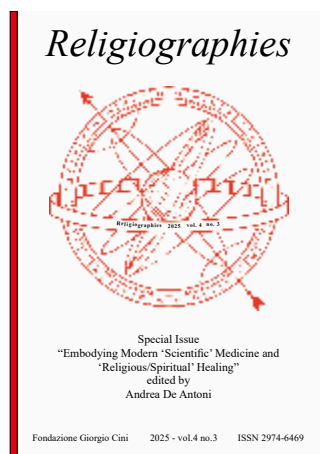 Religiographies
Religiographies 2025 vol. 4 no. 3
Special Issue
“Embodying Modern ‘Scientific’ Medicine and
‘Religious/Spiritual’ Healing”
edited by
Andrea De Antoni
Fondazione Giorgio Cini 2025 - vol.4 no.3 ISSN 2974-6469